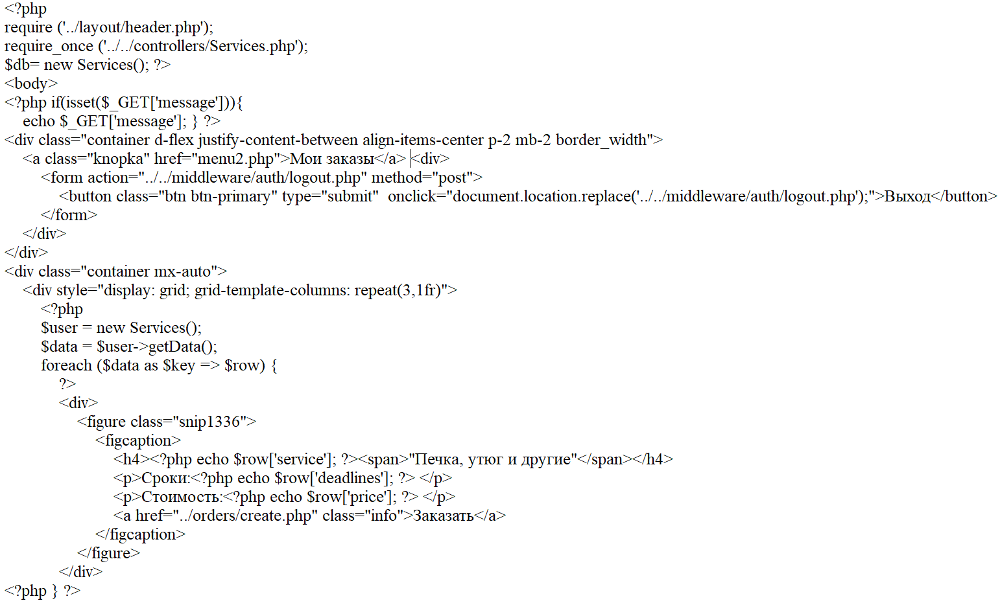 <?php
require ('../layout/header.php');
require_once ('../../controllers/Services.php');
$db= new Services(); ?>
<body>
<?php if(isset($_GET['message'])){
    echo $_GET['message']; } ?>
<div class="container d-flex justify-content-between align-items-center p-2 mb-2 border_width">
    <a class="knopka" href="menu2.php">Мои заказы</a> <div>
        <form action="../../middleware/auth/logout.php" method="post">
            <button class="btn btn-primary" type="submit"  onclick="document.location.replace('../../middleware/auth/logout.php');">Выход</button>
        </form>
    </div>
</div>
<div class="container mx-auto">
    <div style="display: grid; grid-template-columns: repeat(3,1fr)">
        <?php
        $user = new Services();
        $data = $user->getData();
        foreach ($data as $key => $row) {
            ?>
            <div>
                <figure class="snip1336">
                    <figcaption>
                        <h4><?php echo $row['service']; ?><span>"Печка, утюг и другие"</span></h4>
                        <p>Сроки:<?php echo $row['deadlines']; ?> </p>
                        <p>Стоимость:<?php echo $row['price']; ?> </p>
                        <a href="../orders/create.php" class="info">Заказать</a>
                    </figcaption>
                </figure>
            </div>
<?php } ?>